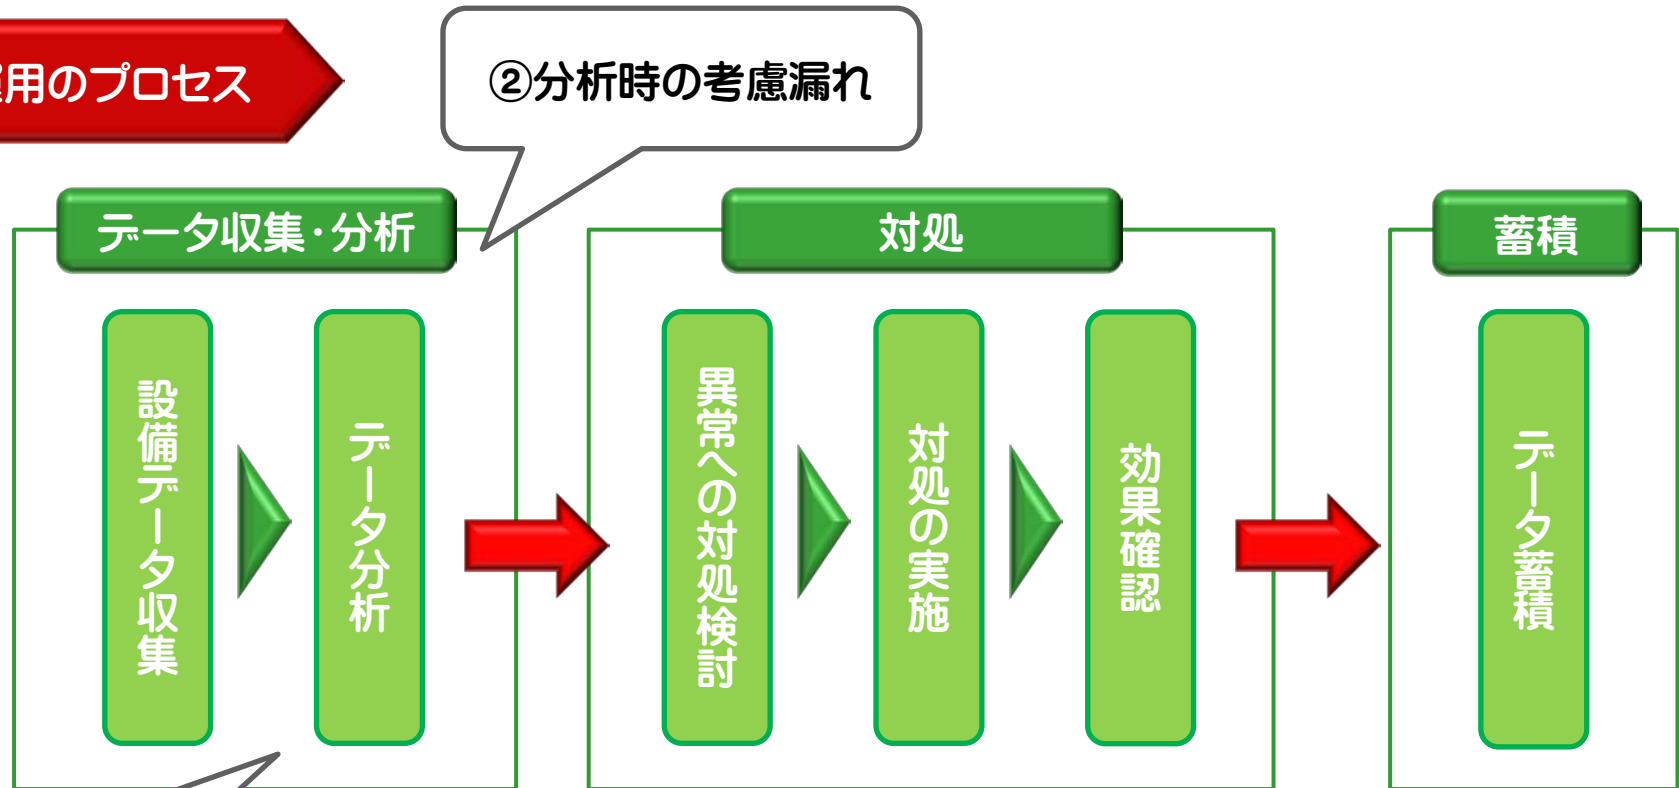 用のプロセス
②分析時の考慮漏れ
データ収集・分析
対処
蓄積
設備データ収集
データ分析
異常への対処検討
対処の実施
効果確認
データ蓄積